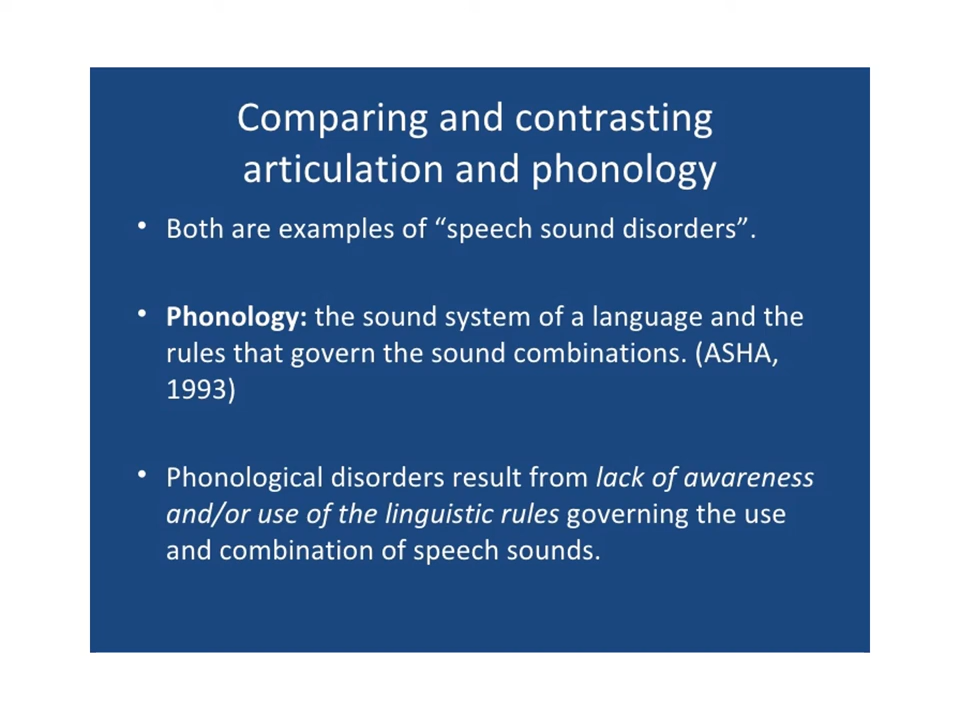 Comparing and contrasting
articulation and phonology
• Both are examples of “speech sound disorders”.
• Phonology: the sound system of a language and the
rules that govern the sound combinations. (ASHA,
1993)
• Phonological disorders result from lack of awareness
and/or use of the linguistic rules governing the use
and combination of speech sounds.